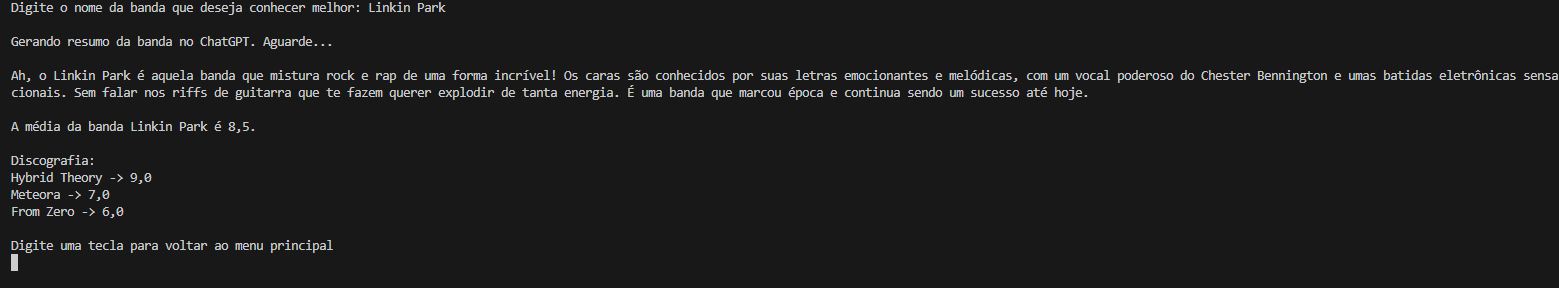 Digite o nome da banda que deseja conhecer melhor: Linkin Park
Gerando resumo da banda no ChatGPT. Aguarde...
Ah, o Linkin Park é aquela banda que mistura rock e rap de uma forma incrível! Os caras são conhecidos por suas letras emocionantes e melódicas, com um vocal poderoso do Chester Bennington e umas batidas eletrônicas sensa
cionais. Sem falar nos riffs de guitarra que te fazem querer explodir de tanta energia. É uma banda que marcou época e continua sendo um sucesso até hoje.
A média da banda Linkin Park é 8,5.
Discografia:
Hybrid Theory -> 9,0
Meteora -> 7,0
From Zero -> 6,0
Digite uma tecla para voltar ao menu principal